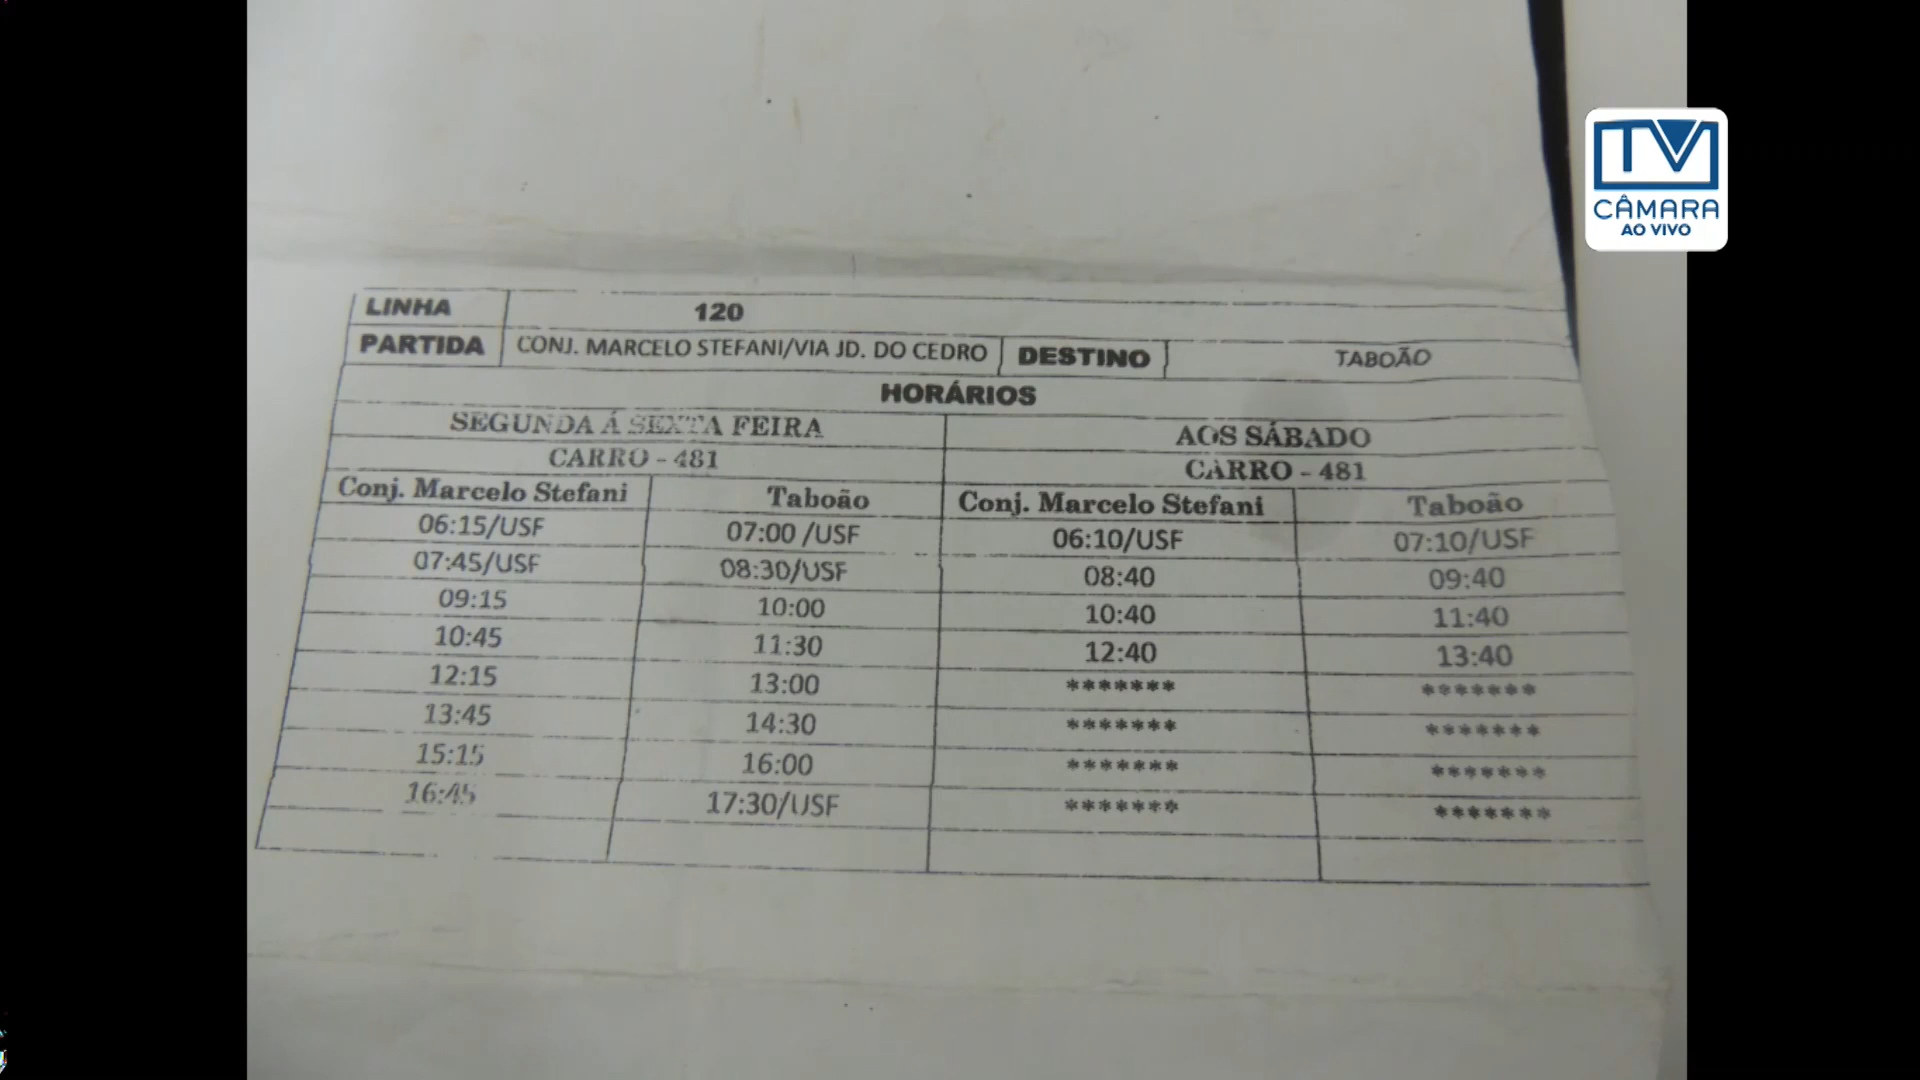 TV
CÂMARA
AO VIVO
LINHA 120
PARTIDA CONJ. MARCELO STEFANI/VIA JD. DO CEDRO DESTINO TABOÃO
HORÁRIOS
SEGUNDA Á SEXTA FEIRA AOS SÁBADO
CARRO - 481 CARRO - 481
Conj. Marcelo Stefani Taboão Conj. Marcelo Stefani Taboão
06:15/USF 07:00 /USF 06:10/USF 07:10/USF
07:45/USF 08:30/USF 08:40 09:40
09:15 10:00 10:40 11:40
10:45 11:30 12:40 13:40
12:15 13:00 ******* *******
13:45 14:30 ******* *******
15:15 16:00 ******* *******
16:45 17:30/USF ******* *******